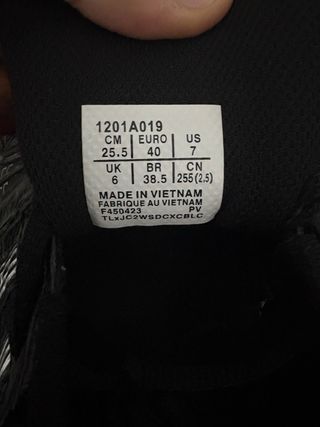 1201A019
CM EURO US
25.5 40 7
UK BR CN
6 38.5 255(2.5)
MADE IN VIETNAM
FABRIQUE AU VIETNAM
F450423 PV
TLxJC2WSDCXCBLC